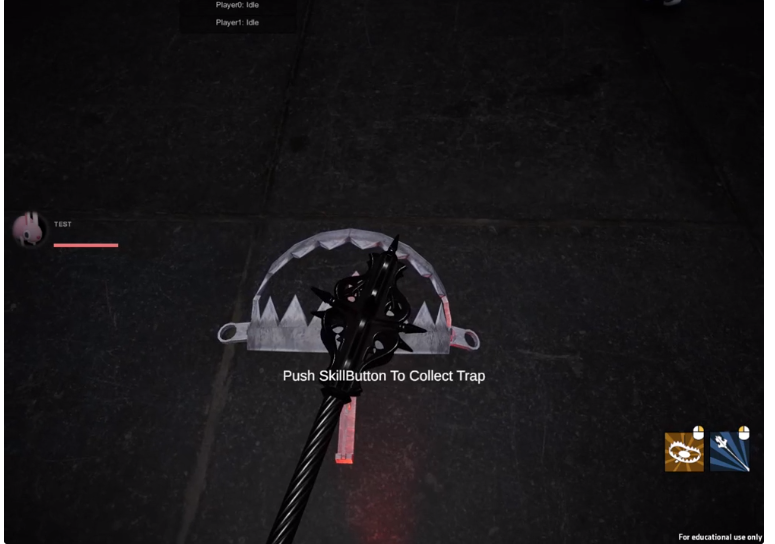 Player0: Idle
Player1: Idle
TEST
Push SkillButton To Collect Trap
For educational use only